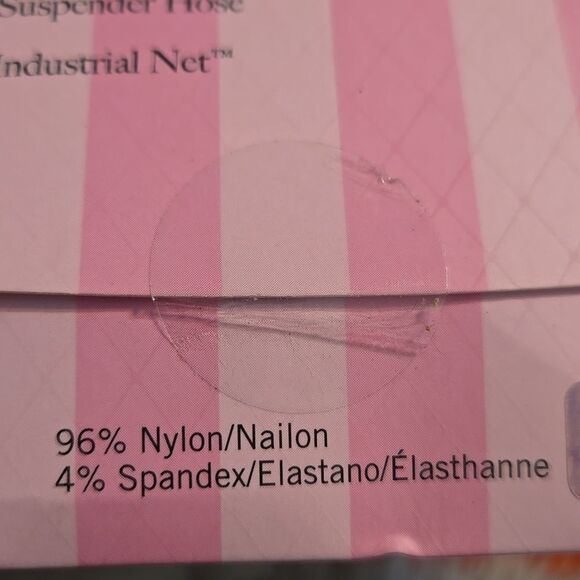 Suspender Hose
Industrial Net™
96% Nylon/Nailon
4% Spandex/Elastano/Élasthanne